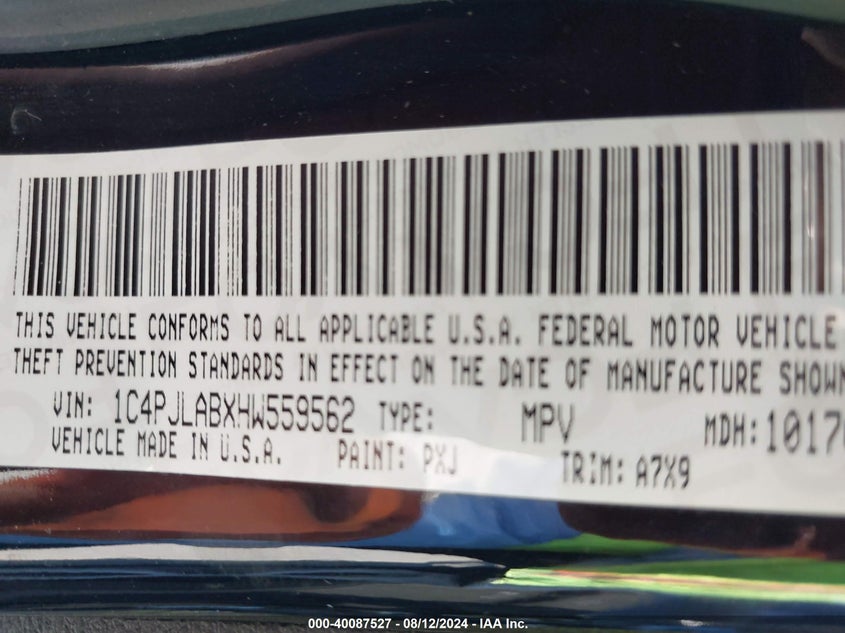 THIS VEHICLE CONFORMS TO ALL APPLICABLE U.S.A. FEDERAL MOTOR VEHICLE
THEFT PREVENTION STANDARDS IN EFFECT ON THE DATE OF MANUFACTURE SHOWN
VIN: 1C4PJLABXHW559562 TYPE: MPV MDH: 10170
VEHICLE MADE IN U.S.A. PAINT: PXJ TRIM: A7X9
000-40087527 - 08/12/2024 - IAA Inc.